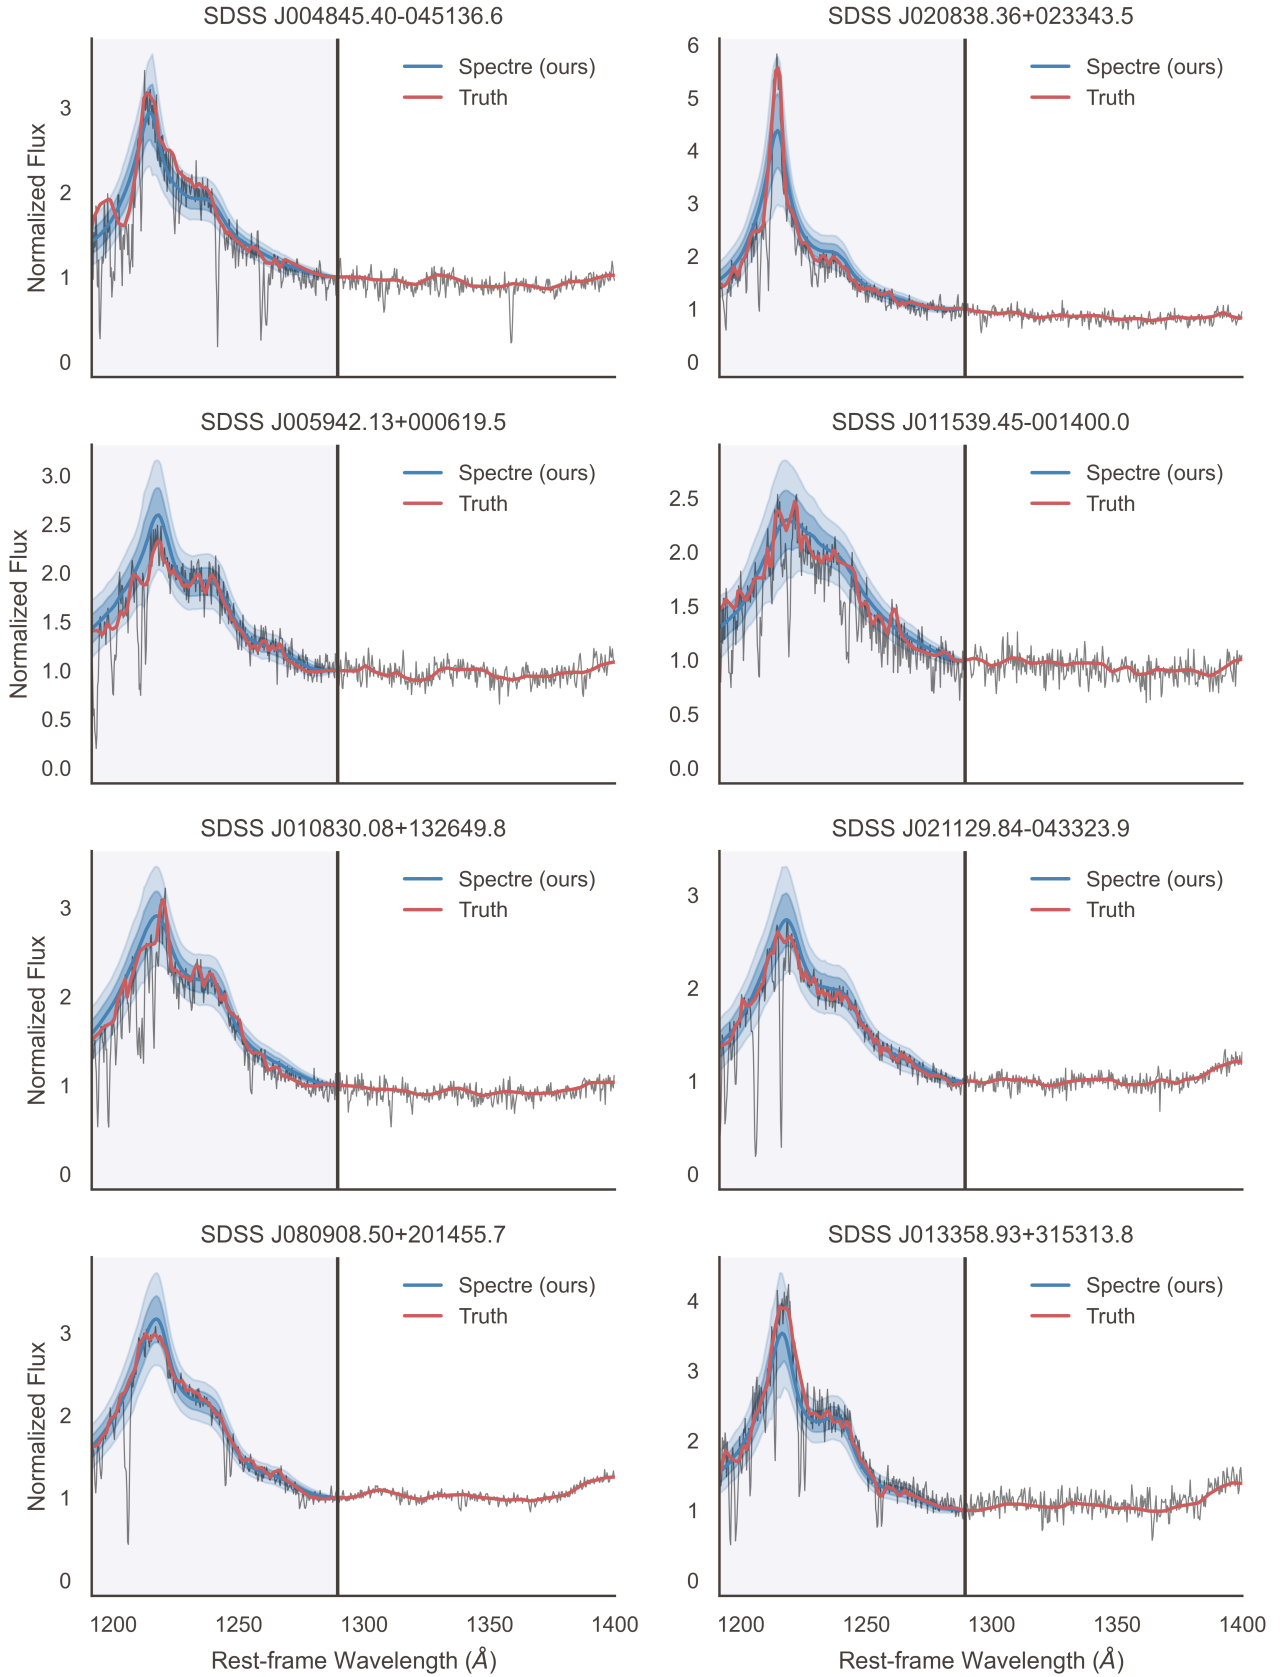 SDSS J004845.40-045136.6
Normalized Flux
3
2
1
0
Spectre (ours)
Truth
SDSS J020838.36+023343.5
6
5
4
3
2
1
0
Spectre (ours)
Truth
SDSS J005942.13+000619.5
Normalized Flux
3.0
2.5
2.0
1.5
1.0
0.5
0.0
Spectre (ours)
Truth
SDSS J011539.45-001400.0
2.5
2.0
1.5
1.0
0.5
0.0
Spectre (ours)
Truth
SDSS J010830.08+132649.8
Normalized Flux
3
2
1
0
Spectre (ours)
Truth
SDSS J021129.84-043323.9
3
2
1
0
Spectre (ours)
Truth
SDSS J080908.50+201455.7
Normalized Flux
3
2
1
0
Spectre (ours)
Truth
1200 1250 1300 1350 1400
Rest-frame Wavelength (Å)
SDSS J013358.93+315313.8
4
3
2
1
0
Spectre (ours)
Truth
1200 1250 1300 1350 1400
Rest-frame Wavelength (Å)